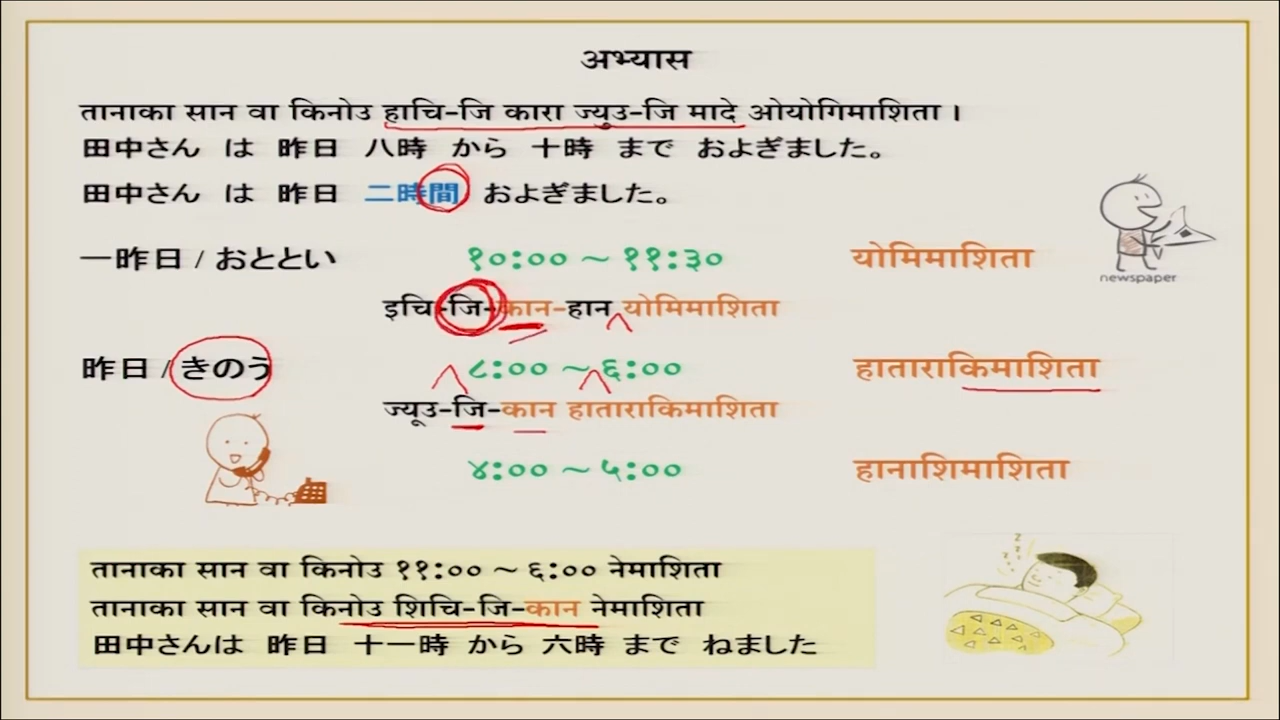 अभ्यास
तानाका सान वा किनोउ हाचि-जि कारा ज्युउ-जि मादे ओयोगिमाशिता ।
田中さん は 昨日 八時 から 十時 まで およぎました。
田中さん は 昨日 二時間 およぎました。
一昨日 / おととい १०:०० ~ ११:३० योमिमाशिता
newspaper
इचि-जि-कान-हान योमिमाशिता
昨日 / きのう ८:०० ~ ६:०० हाताराकिमाशिता
ज्यूउ-जि-कान हाताराकिमाशिता
४:०० ~ ५:०० हानाशिमाशिता
तानाका सान वा किनोउ ११:०० ~ ६:०० नेमाशिता
तानाका सान वा किनोउ शिचि-जि-कान नेमाशिता
田中さんは 昨日 十一時 から 六時 まで ねました